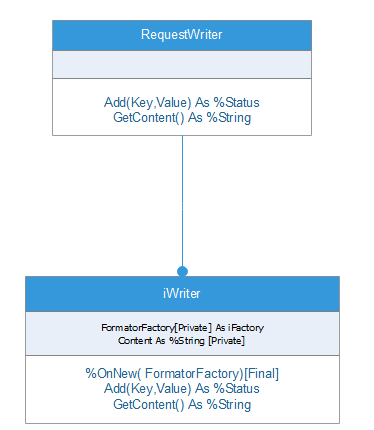 RequestWriter
Add(Key,Value) As %Status
GetContent() As %String
iWriter
FormatorFactory[Private] As iFactory
Content As %String [Private]
%OnNew( FormatorFactory)[Final]
Add(Key,Value) As %Status
GetContent() As %String